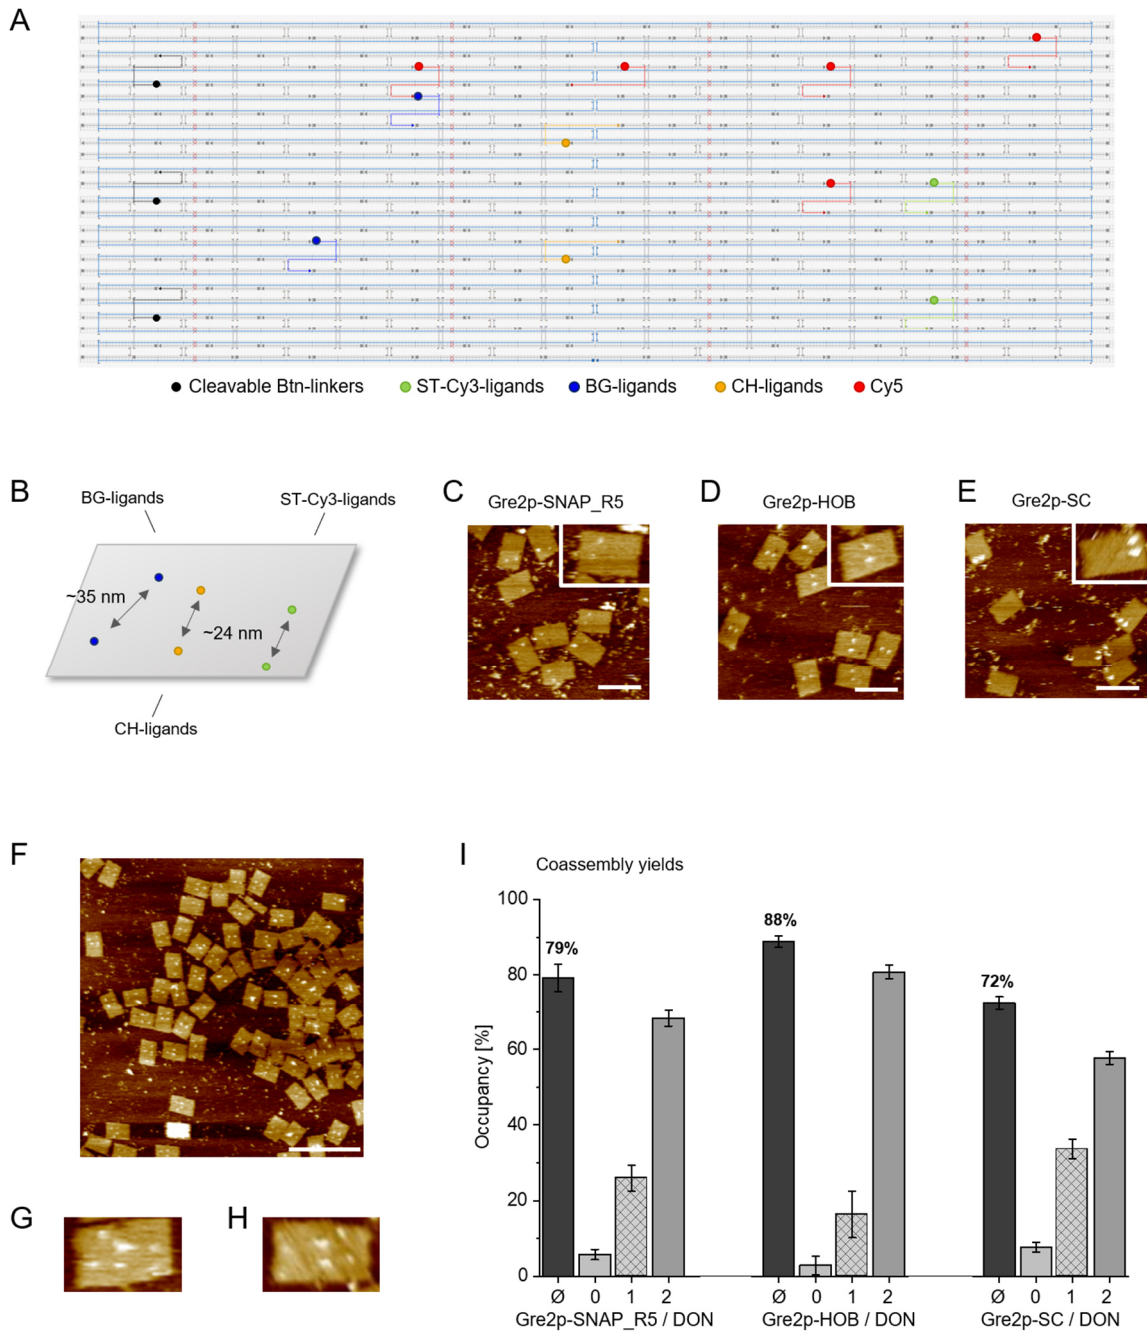 A
Cleavable Btn-linkers
ST-Cy3-ligands
BG-ligands
CH-ligands
Cy5
B
BG-ligands
ST-Cy3-ligands
~35 nm
~24 nm
CH-ligands
C
Gre2p-SNAP_R5
D
Gre2p-HOB
E
Gre2p-SC
F
G
H
I
Coassembly yields
Occupancy [%]
100
80
60
40
20
0
79%
88%
72%
Ø 0 1 2
Ø 0 1 2
Ø 0 1 2
Gre2p-SNAP_R5 / DON
Gre2p-HOB / DON
Gre2p-SC / DON